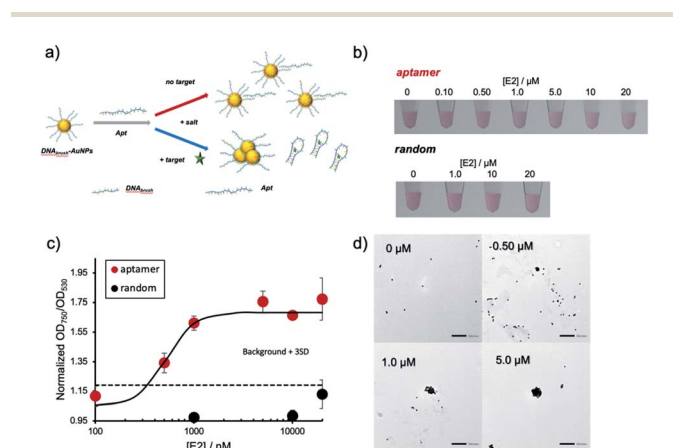 a)
no target
+ salt
Apt
+ target
DNAbrush-AuNPs
DNAbrush
Apt
b)
[E2] / µM
aptamer
0 0.10 0.50 1.0 5.0 10 20
random
[E2] / µM
0 1.0 10 20
c)
aptamer
random
Normalized OD750/OD530
1.95
1.75
1.55
1.35
1.15
0.95
Background + 3SD
100 1000 10000
[E2] / nM
d)
0 µM
-0.50 µM
1.0 µM
5.0 µM